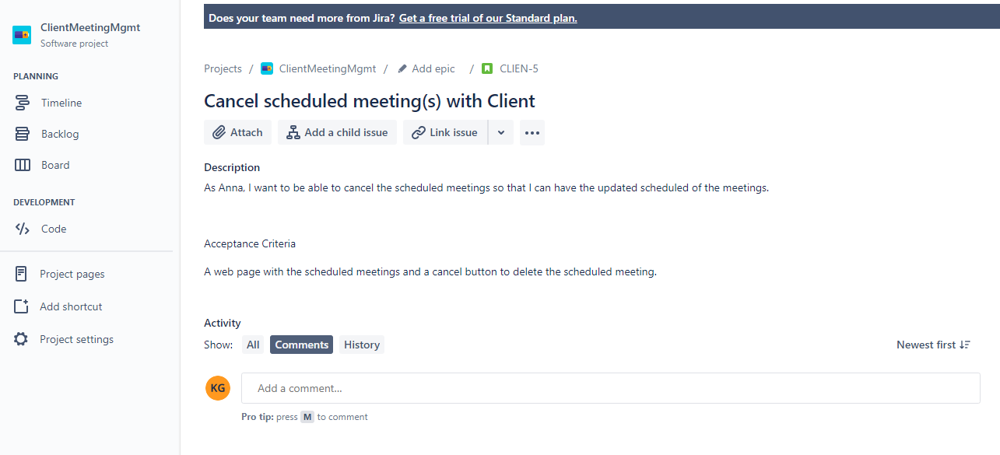 Does your team need more from Jira? Get a free trial of our Standard plan.
ClientMeetingMgmt
Software project
PLANNING
Timeline
Backlog
Board
DEVELOPMENT
Code
Project pages
Add shortcut
Project settings
Projects / ClientMeetingMgmt / Add epic / CLIEN-5
Cancel scheduled meeting(s) with Client
Attach Add a child issue Link issue
Description
As Anna, I want to be able to cancel the scheduled meetings so that I can have the updated scheduled of the meetings.
Acceptance Criteria
A web page with the scheduled meetings and a cancel button to delete the scheduled meeting.
Activity
Show: All Comments History Newest first
KG Add a comment...
Pro tip: press M to comment